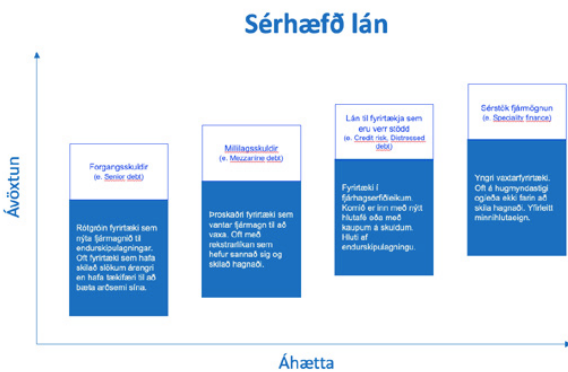 Sérhæfð lán
Ávöxtun
Forgangsskuldir
(e. Senior debt)
Rótgróin fyrirtæki sem
nýta fjármagnið til
endurskipulagningar.
Oft fyrirtæki sem hafa
skilað slökum árangri
en hafa tækifæri til að
bæta arðsemi sína.
Millilagsskuldir
(e. Mezzanine debt)
Þroskaðri fyrirtæki sem
vantar fjármagn til að
vaxa. Oft með
rekstrarlíkan sem
hefur sannað sig og
skilað hagnaði.
Lán til fyrirtækja sem
eru verr stödd
(e. Credit risk, Distressed
debt)
Fyrirtæki í
fjárhagserfiðleikum.
Komið er inn með nýtt
hlutafé eða með
kaupum á skuldum.
Hluti af
endurskipulagningu.
Sérstök fjármögnun
(e. Speciality finance)
Yngri vaxtarfyrirtæki.
Oft á hugmyndastigi
og/eða ekki farin að
skila hagnaði. Yfirleitt
minnihlutaeign.
Áhætta